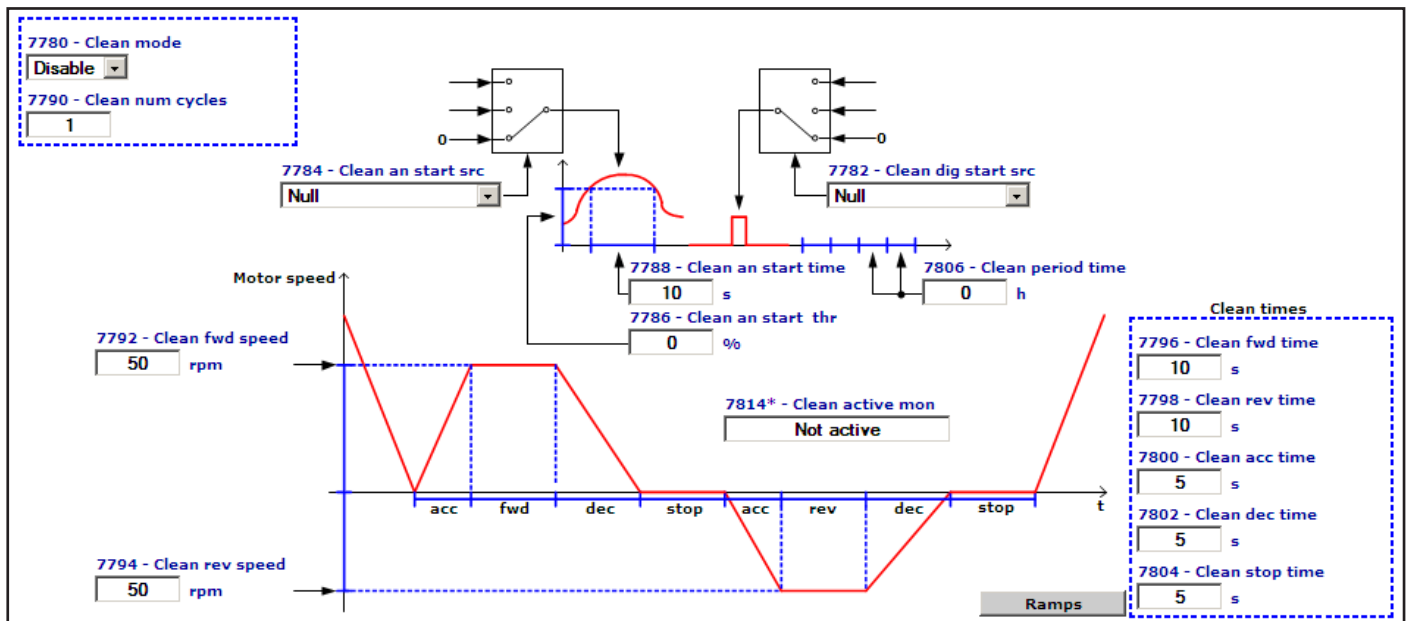 7780 - Clean mode
Disable
7790 - Clean num cycles
1
0
0
7784 - Clean an start src
Null
7782 - Clean dig start src
Null
7788 - Clean an start time
10 s
7806 - Clean period time
0 h
7786 - Clean an start  thr
0 %
Motor speed
7792 - Clean fwd speed
50 rpm
7814* - Clean active mon
Not active
acc fwd dec stop acc rev dec stop t
7794 - Clean rev speed
50 rpm
Ramps
Clean times
7796 - Clean fwd time
10 s
7798 - Clean rev time
10 s
7800 - Clean acc time
5 s
7802 - Clean dec time
5 s
7804 - Clean stop time
5 s